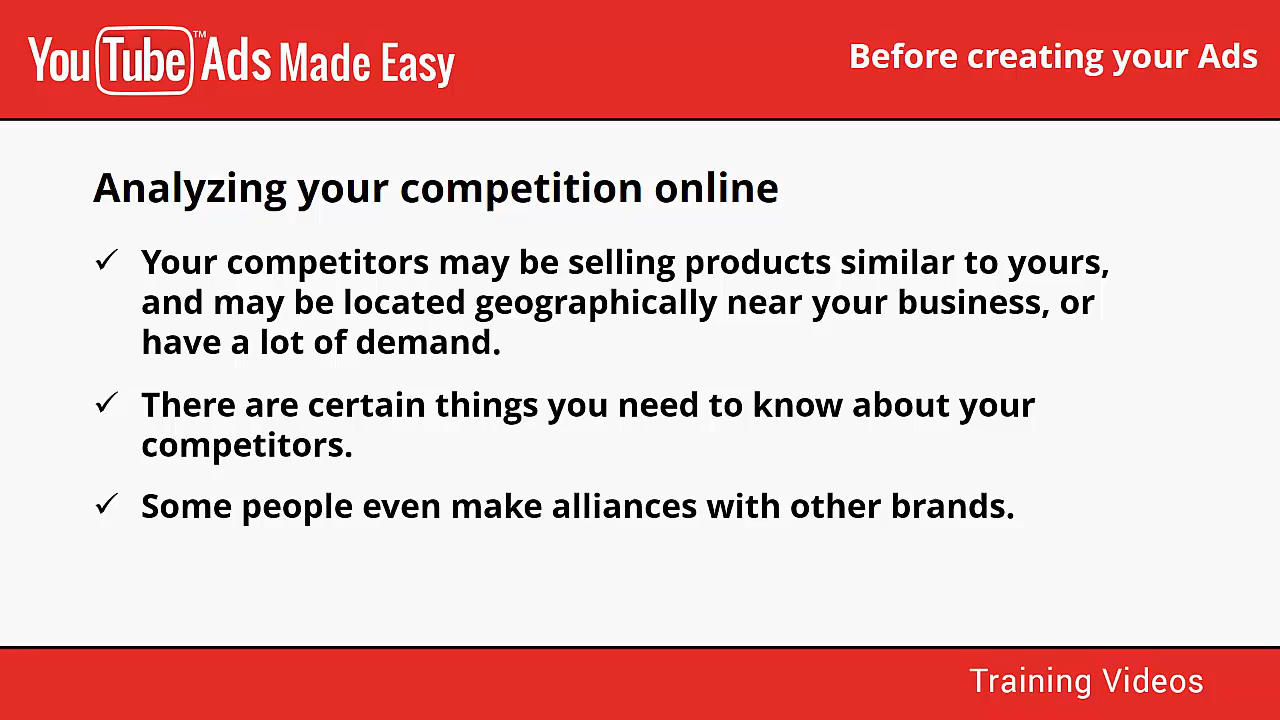 YouTube™ Ads Made Easy
Before creating your Ads
Analyzing your competition online
✓ Your competitors may be selling products similar to yours,
and may be located geographically near your business, or
have a lot of demand.
✓ There are certain things you need to know about your
competitors.
✓ Some people even make alliances with other brands.
Training Videos